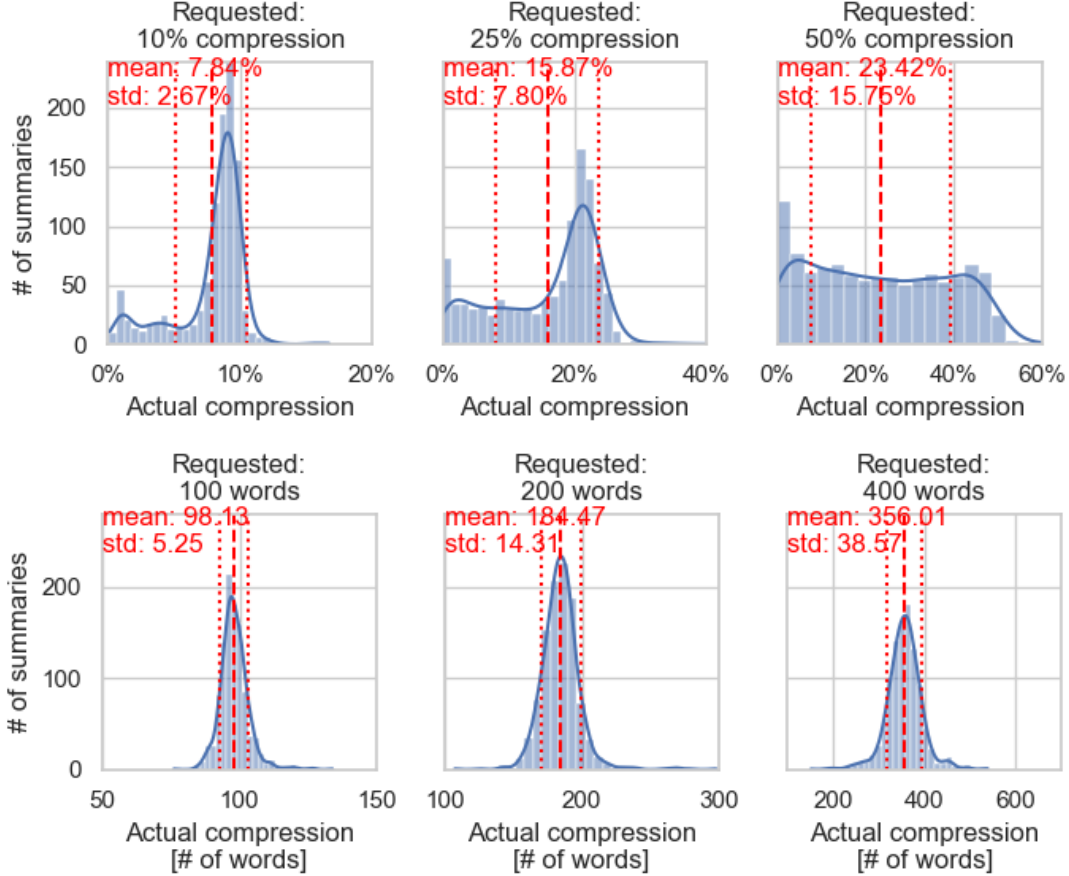 Requested:
10% compression
Requested:
25% compression
Requested:
50% compression
mean: 7.84%
std: 2.67%
mean: 15.87%
std: 7.80%
mean: 23.42%
std: 15.75%
# of summaries
200
150
100
50
0
0% 10% 20%
0% 20% 40%
0% 20% 40% 60%
Actual compression
Actual compression
Actual compression
Requested:
100 words
Requested:
200 words
Requested:
400 words
mean: 98.13
std: 5.25
mean: 184.47
std: 14.31
mean: 356.01
std: 38.57
# of summaries
200
100
0
50 100 150
100 200 300
200 400 600
Actual compression
[# of words]
Actual compression
[# of words]
Actual compression
[# of words]